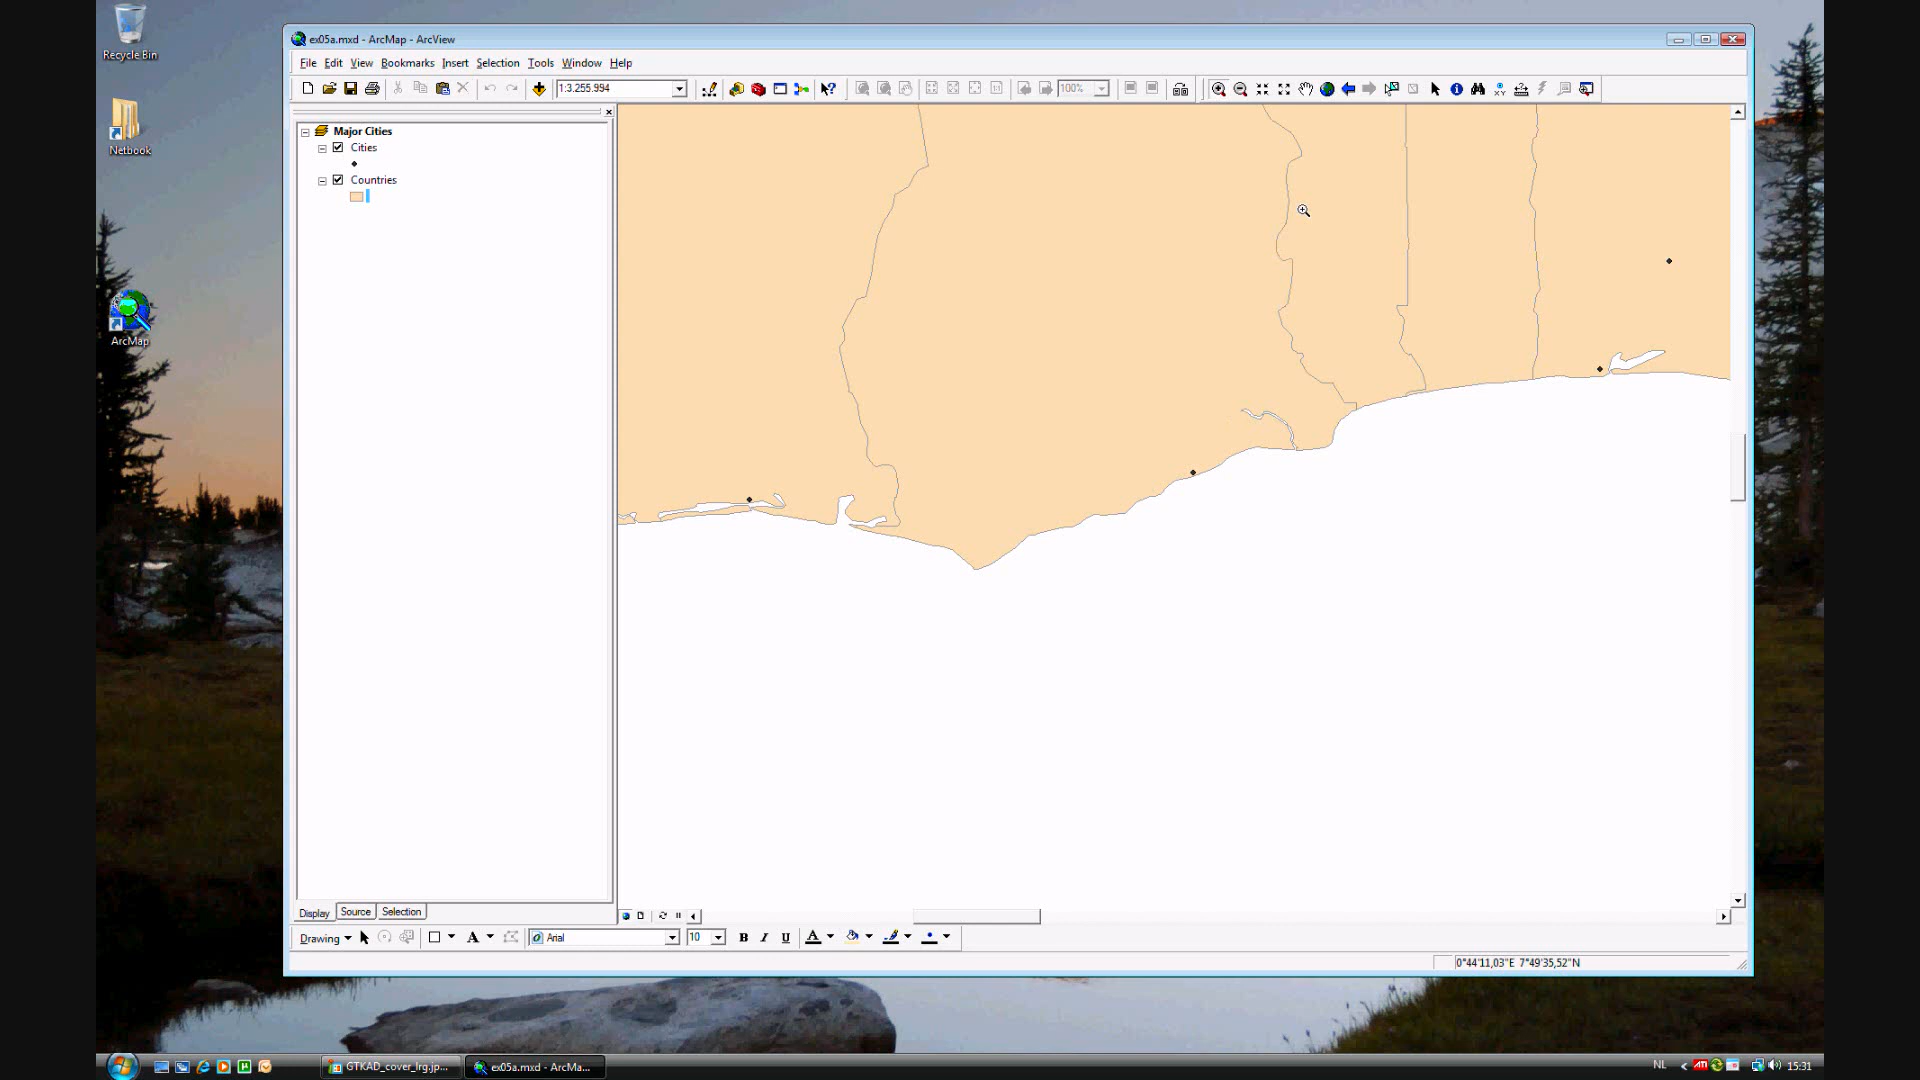 Recycle Bin
Netbook
ArcMap
ex05a.mxd - ArcMap - ArcView
File Edit View Bookmarks Insert Selection Tools Window Help
1:3.255.994
100%
Major Cities
Cities
Countries
Display Source Selection
Drawing A Arial 10 B I U A
0°44'11,03"E 7°49'35,52"N
GTKAD_cover_lrg.jp... ex05a.mxd - ArcMa...
NL ATI 15:31